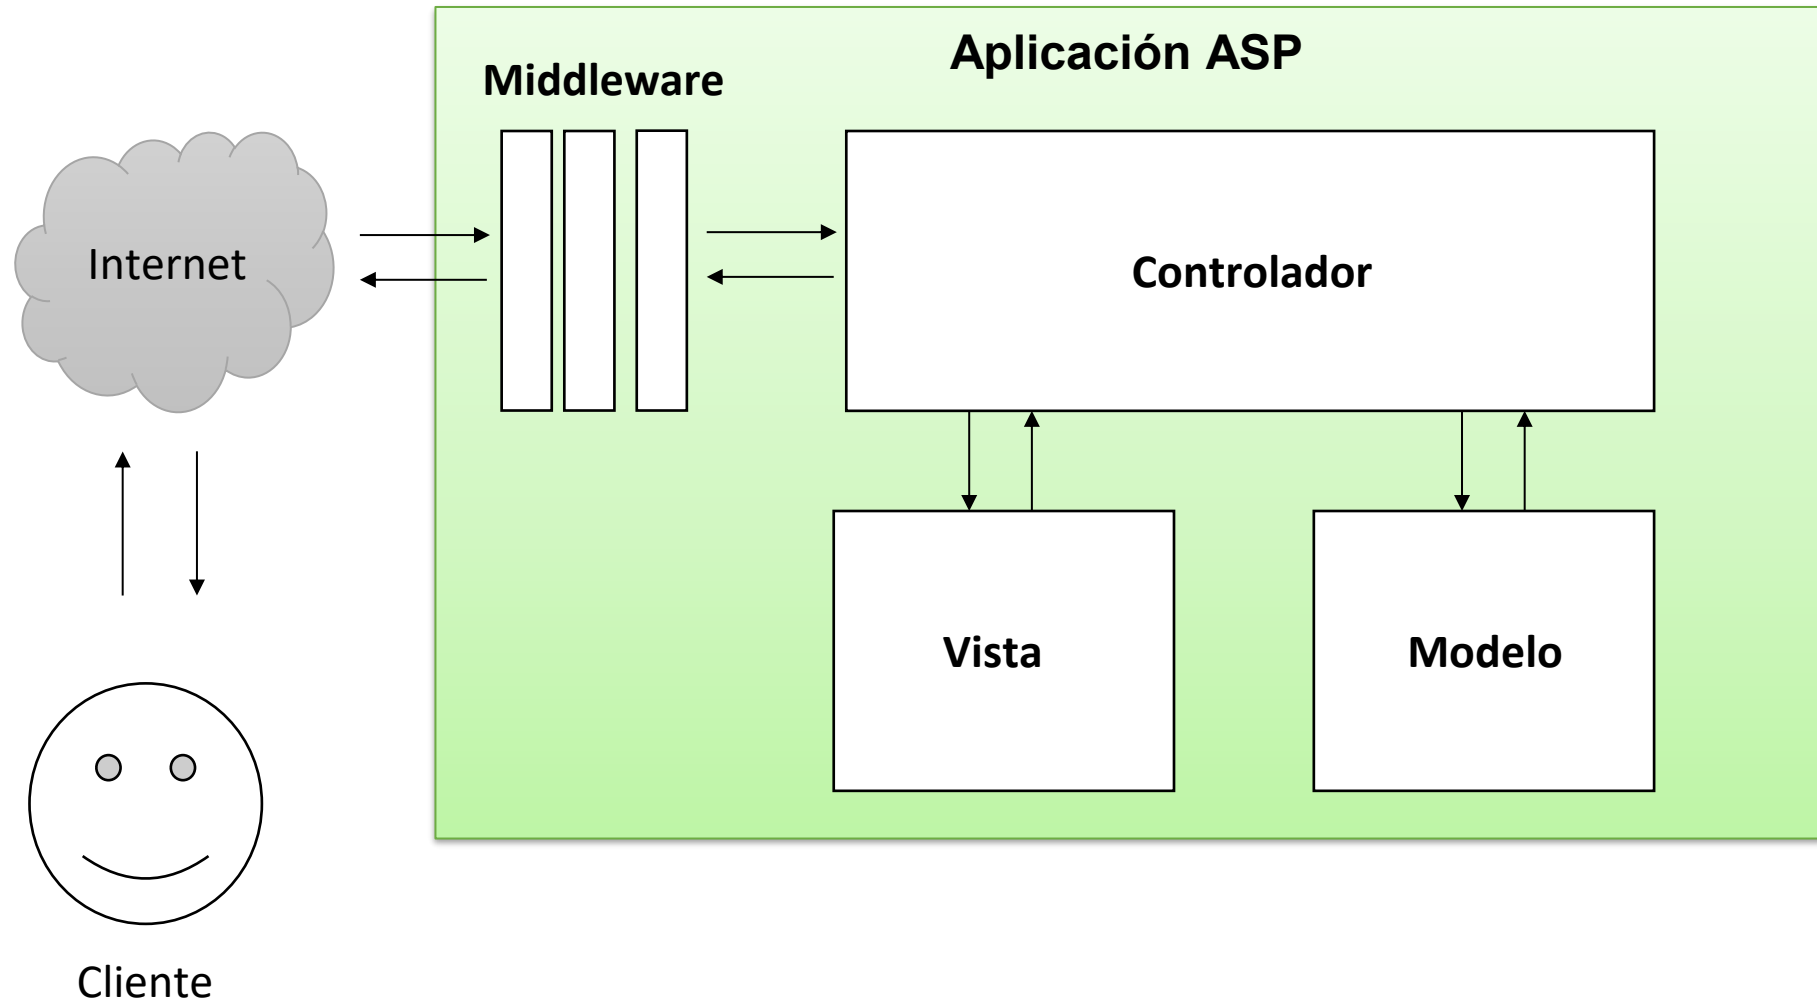 Aplicación ASP
Middleware
Internet
Controlador
Vista
Modelo
Cliente